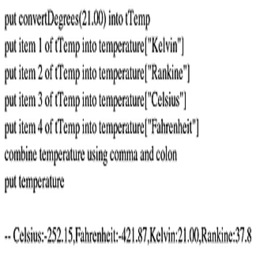 put convertDegrees(21.00) into tTemp
put item 1 of tTemp into temperature["Kelvin"]
put item 2 of tTemp into temperature["Rankine"]
put item 3 of tTemp into temperature["Celsius"]
put item 4 of tTemp into temperature["Fahrenheit"]
combine temperature using comma and colon
put temperature
-- Celsius:-252.15,Fahrenheit:-421.87,Kelvin:21.00,Rankine:37.8